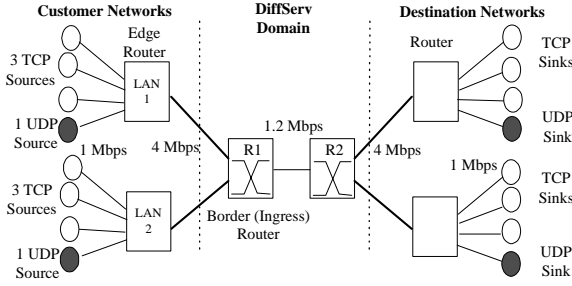 Customer Networks
DiffServ
Domain
Destination Networks
Edge
Router
Router
3 TCP
Sources
TCP
Sinks
LAN
1
1 UDP
Source
UDP
Sink
1.2 Mbps
1 Mbps
4 Mbps
R1
R2
4 Mbps
1 Mbps
3 TCP
Sources
TCP
Sinks
LAN
2
Border (Ingress)
Router
1 UDP
Source
UDP
Sink